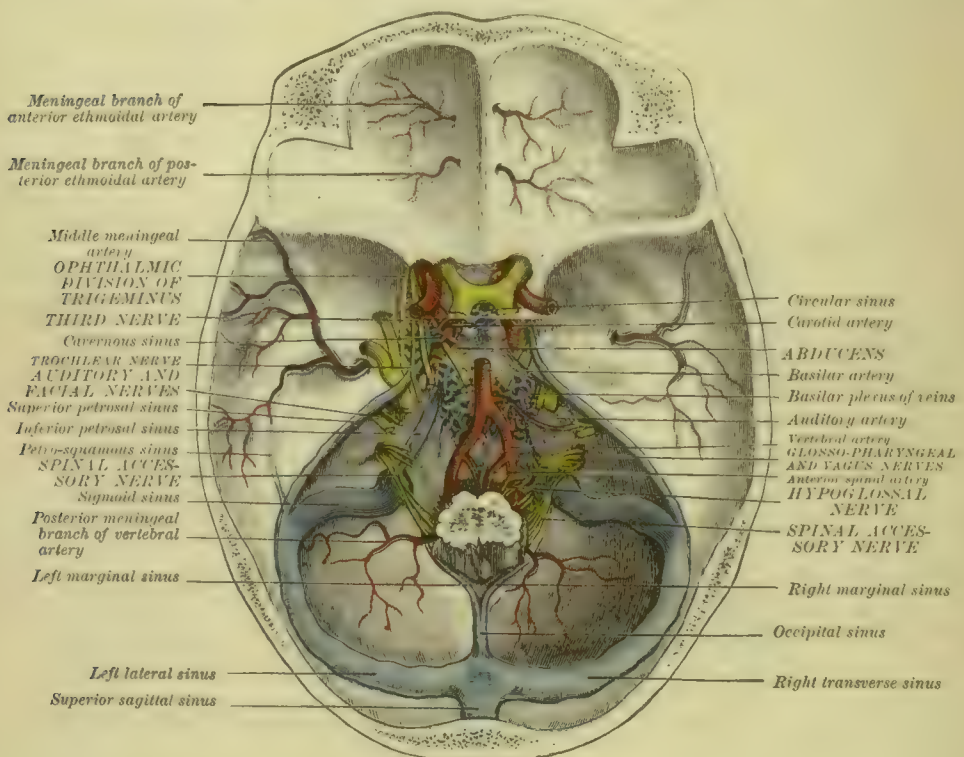 Meningeal branch of
anterior ethmoidal artery
Meningeal branch of pos-
terior ethmoidal artery
Middle meningeal
artery
OPHTHALMIC
DIVISION OF
TRIGEMINUS
THIRD NERVE
Cavernous sinus
TROCHLEAR NERVE
AUDITORY AND
FACIAL NERVES
Superior petrosal sinus
Inferior petrosal sinus
Petro-squamous sinus
SPINAL ACCES-
SORY NERVE
Sigmoid sinus
Posterior meningeal
branch of vertebral
artery
Left marginal sinus
Left lateral sinus
Superior sagittal sinus
Circular sinus
Carotid artery
ABDUCENS
Basilar artery
Basilar plexus of veins
Auditory artery
Vertebral artery
GLOSSO-PHARYNGEAL
AND VAGUS NERVES
Anterior spinal artery
HYPOGLOSSAL
NERVE
SPINAL ACCES-
SORY NERVE
Right marginal sinus
Occipital sinus
Right transverse sinus